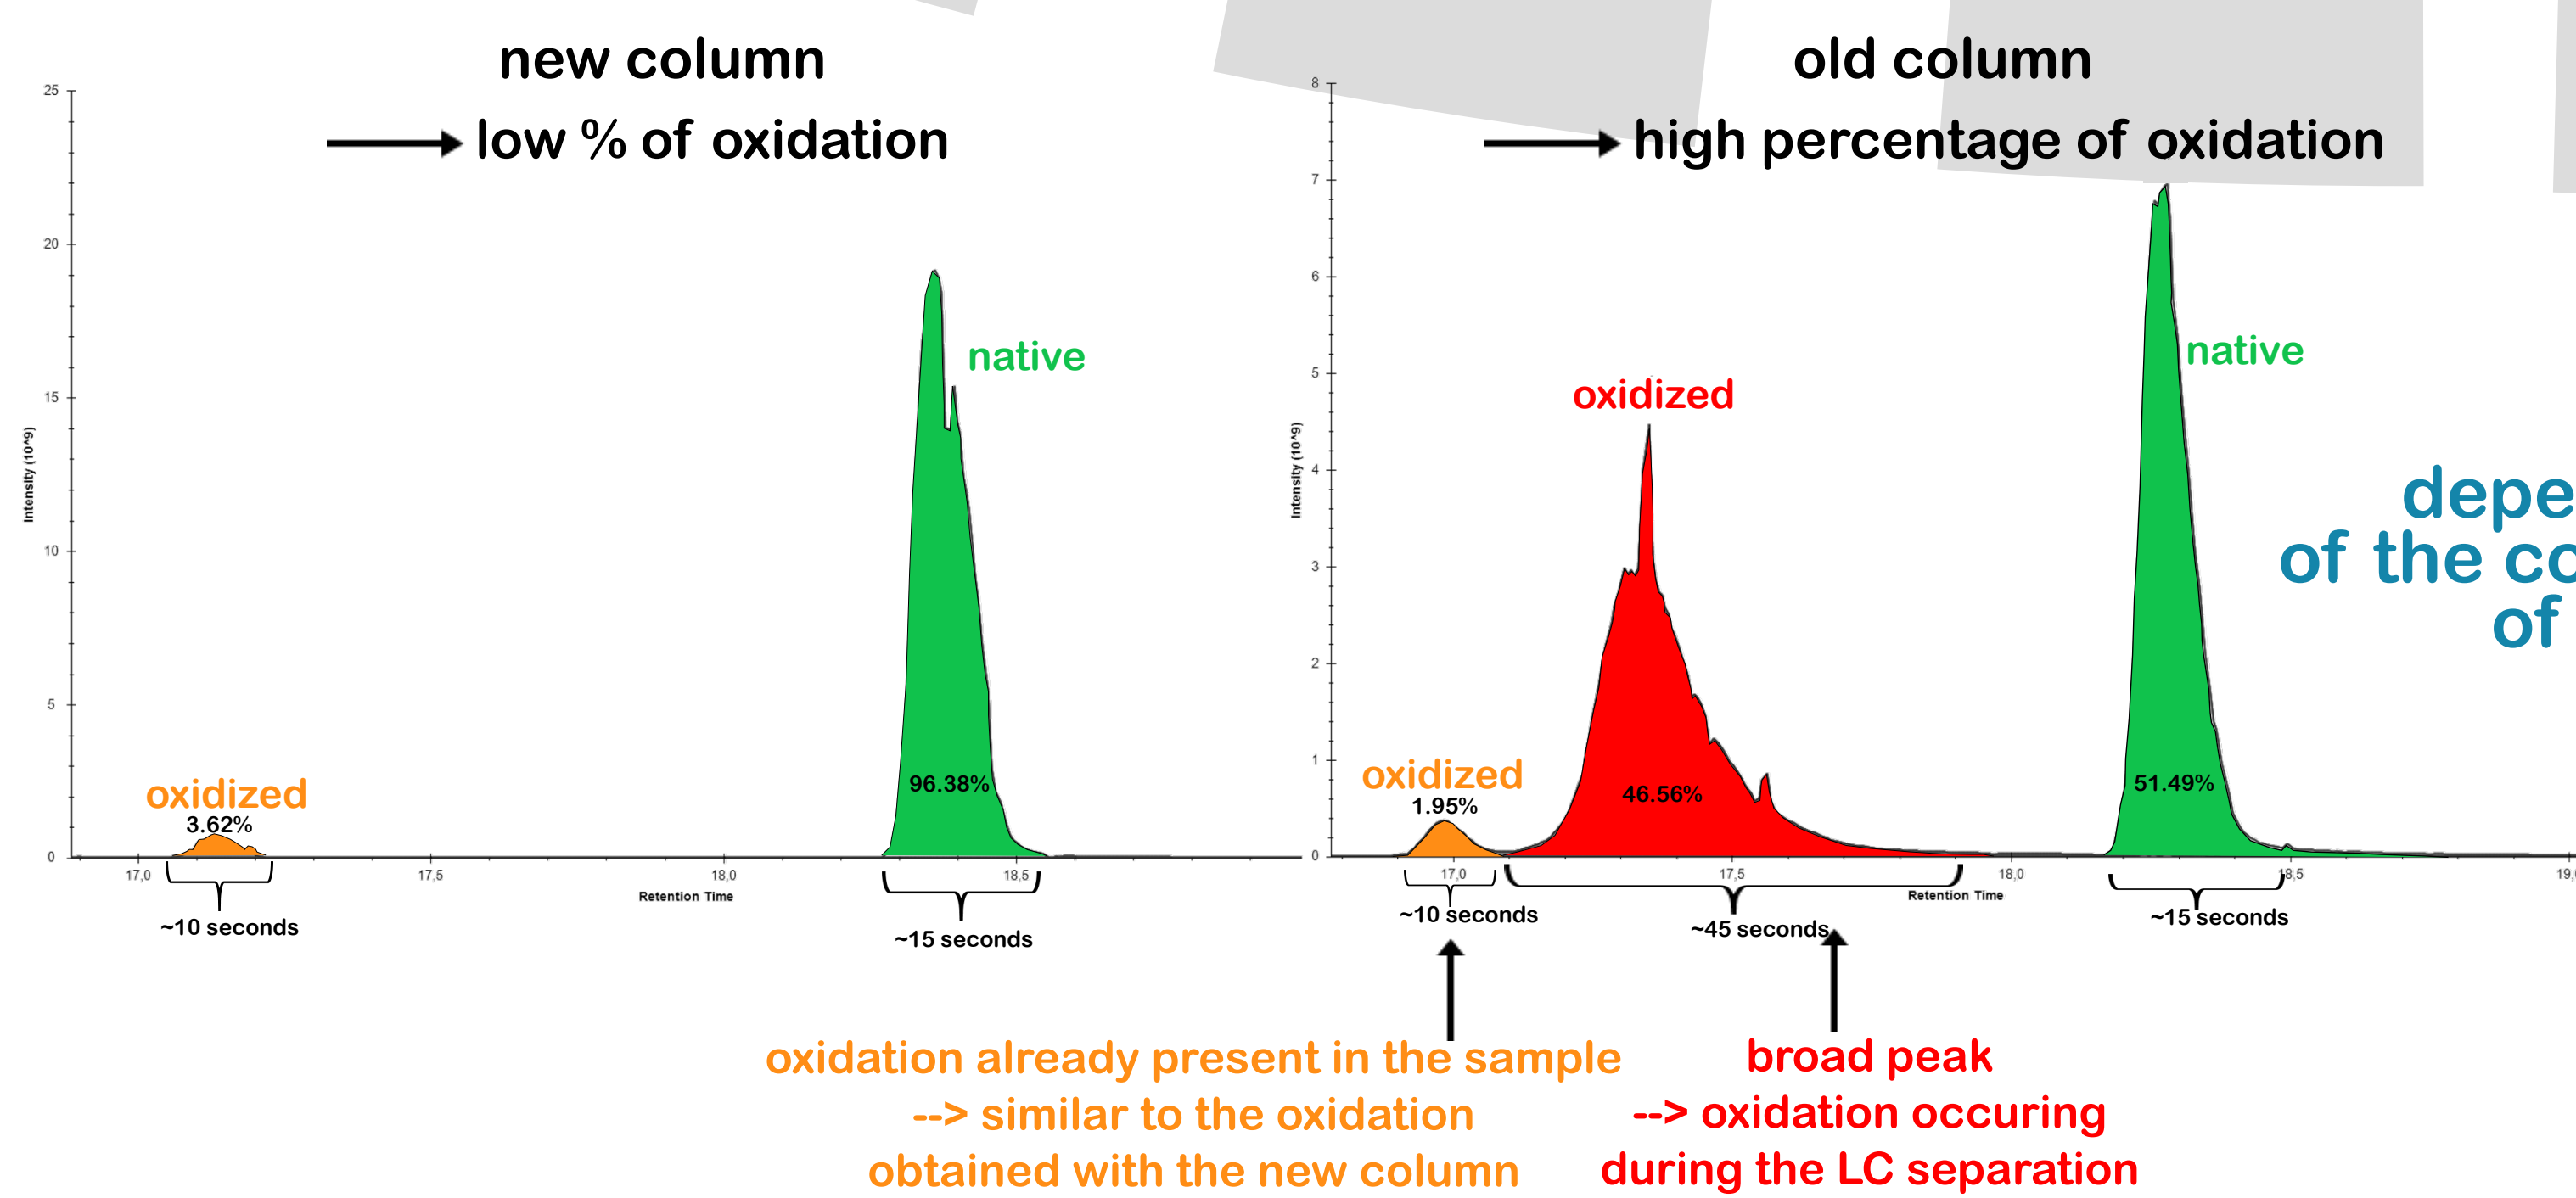 new column
low % of oxidation
25
20
15
10
5
0
Intensity (10^9)
native
96.38%
oxidized
3.62%
17,0
17,5
18,0
18,5
Retention Time
~10 seconds
~15 seconds
old column
high percentage of oxidation
8
7
6
5
4
3
2
1
0
Intensity (10^9)
oxidized
46.56%
native
51.49%
oxidized
1.95%
17,0
17,5
18,0
18,5
Retention Time
~10 seconds
~45 seconds
~15 seconds
of the
of
oxidation already present in the sample
--> similar to the oxidation
obtained with the new column
broad peak
--> oxidation occuring
during the LC separation